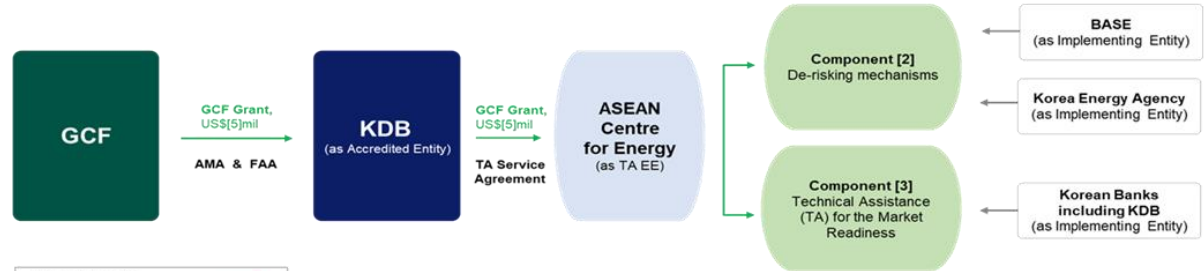 GCF
GCF Grant,
US$[5]mil
AMA & FAA
KDB
(as Accredited Entity)
GCF Grant,
US$[5]mil
TA Service
Agreement
ASEAN
Centre
for Energy
(as TA EE)
Component [2]
De-risking mechanisms
Component [3]
Technical Assistance
(TA) for the Market
Readiness
BASE
(as Implementing Entity)
Korea Energy Agency
(as Implementing Entity)
Korean Banks
including KDB
(as Implementing Entity)